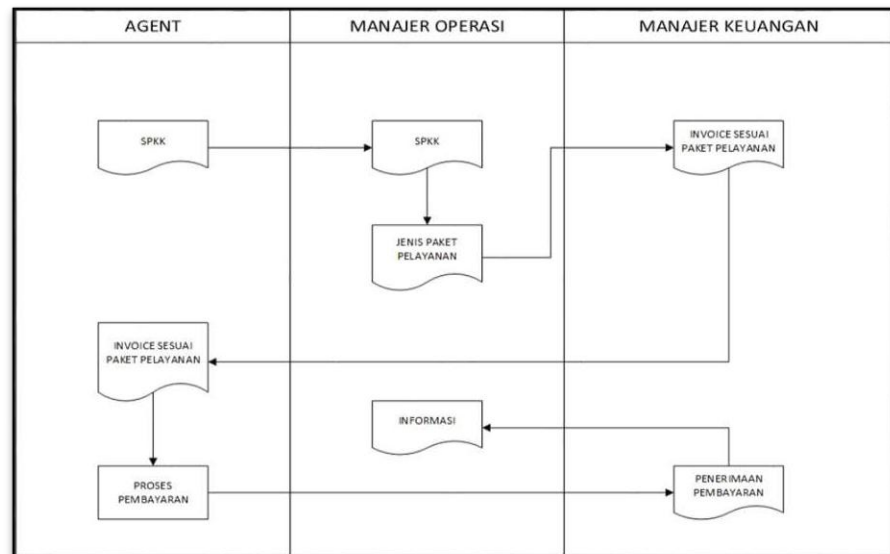 AGENT
MANAJER OPERASI
MANAJER KEUANGAN
SPKK
SPKK
INVOICE SESUAI
PAKET PELAYANAN
JENIS PAKET
PELAYANAN
INVOICE SESUAI
PAKET PELAYANAN
INFORMASI
PROSES
PEMBAYARAN
PENERIMAAN
PEMBAYARAN